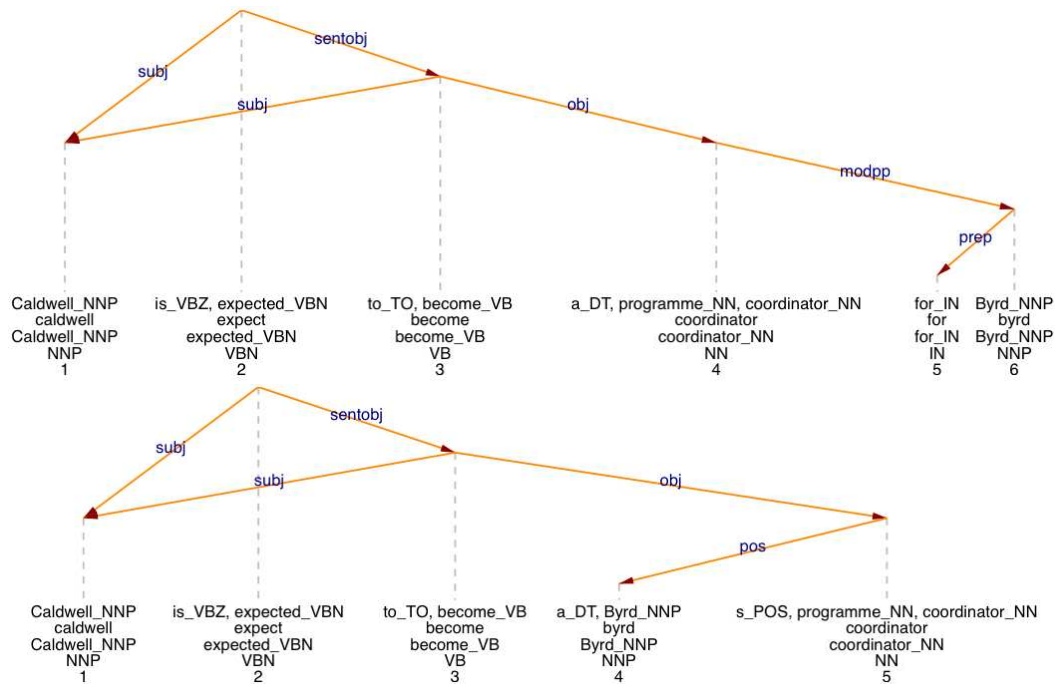 sentobj
subj
subj
obj
modpp
prep
Caldwell_NNP is_VBZ, expected_VBN to_TO, become_VB a_DT, programme_NN, coordinator_NN for_IN Byrd_NNP
caldwell expect become coordinator for byrd
Caldwell_NNP expected_VBN become_VB coordinator_NN for_IN Byrd_NNP
NNP VBN VB NN IN NNP
1 2 3 4 5 6
sentobj
subj
subj
obj
pos
Caldwell_NNP is_VBZ, expected_VBN to_TO, become_VB a_DT, Byrd_NNP s_POS, programme_NN, coordinator_NN
caldwell expect become byrd coordinator
Caldwell_NNP expected_VBN become_VB Byrd_NNP coordinator_NN
NNP VBN VB NNP NN
1 2 3 4 5